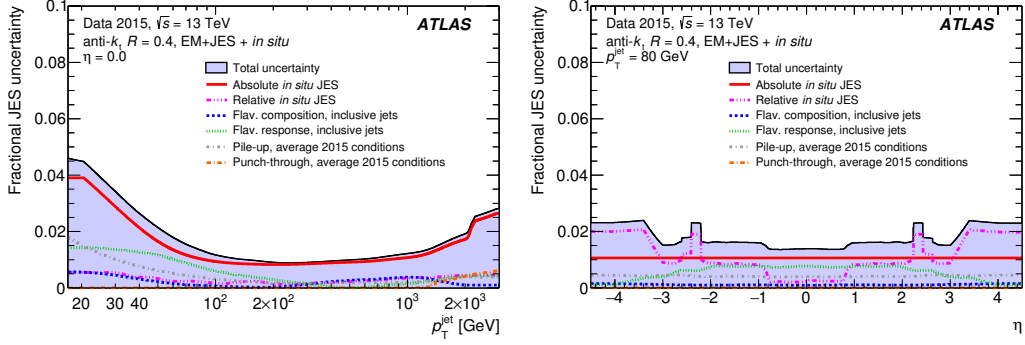 Fractional JES uncertainty
0.1
0.08
0.06
0.04
0.02
0
Data 2015, √s = 13 TeV
ATLAS
anti-kt R = 0.4, EM+JES + in situ
η = 0.0
Total uncertainty
Absolute in situ JES
Relative in situ JES
Flav. composition, inclusive jets
Flav. response, inclusive jets
Pile-up, average 2015 conditions
Punch-through, average 2015 conditions
20 30 40 10² 2×10² 10³ 2×10³
pT^jet [GeV]
Fractional JES uncertainty
0.1
0.08
0.06
0.04
0.02
0
Data 2015, √s = 13 TeV
ATLAS
anti-kt R = 0.4, EM+JES + in situ
pT^jet = 80 GeV
Total uncertainty
Absolute in situ JES
Relative in situ JES
Flav. composition, inclusive jets
Flav. response, inclusive jets
Pile-up, average 2015 conditions
Punch-through, average 2015 conditions
−4 −3 −2 −1 0 1 2 3 4
η